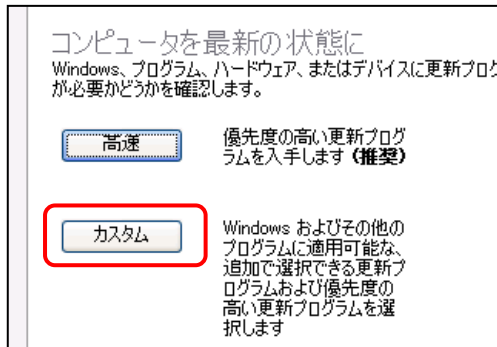 コンピュータを最新の状態に
Windows、プログラム、ハードウェア、またはデバイスに更新プログ
が必要かどうかを確認します。
高速
優先度の高い更新プログ
ラムを入手します (推奨)
カスタム
Windows およびその他の
プログラムに適用可能な、
追加で選択できる更新プ
ログラムおよび優先度の
高い更新プログラムを選
択します